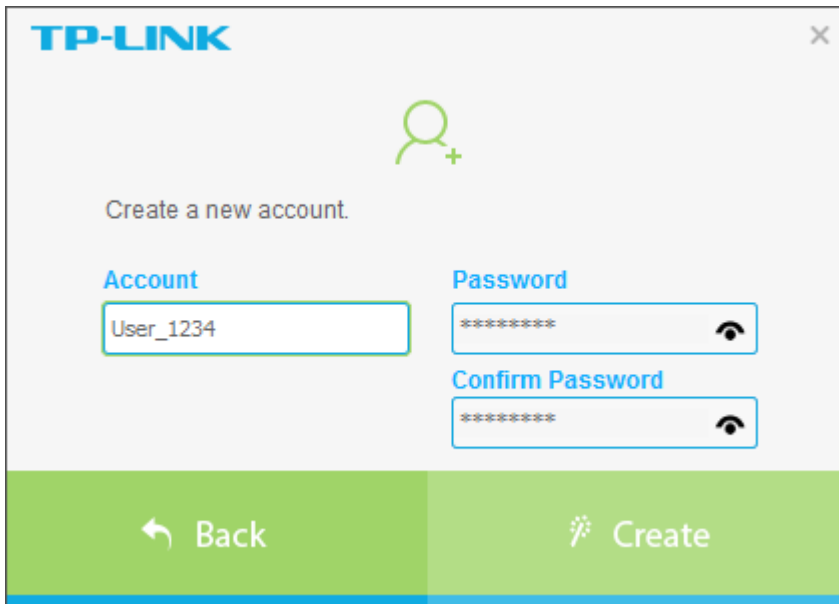 TP-LINK
Create a new account.
Account
User_1234
Password
********
Confirm Password
********
Back
Create